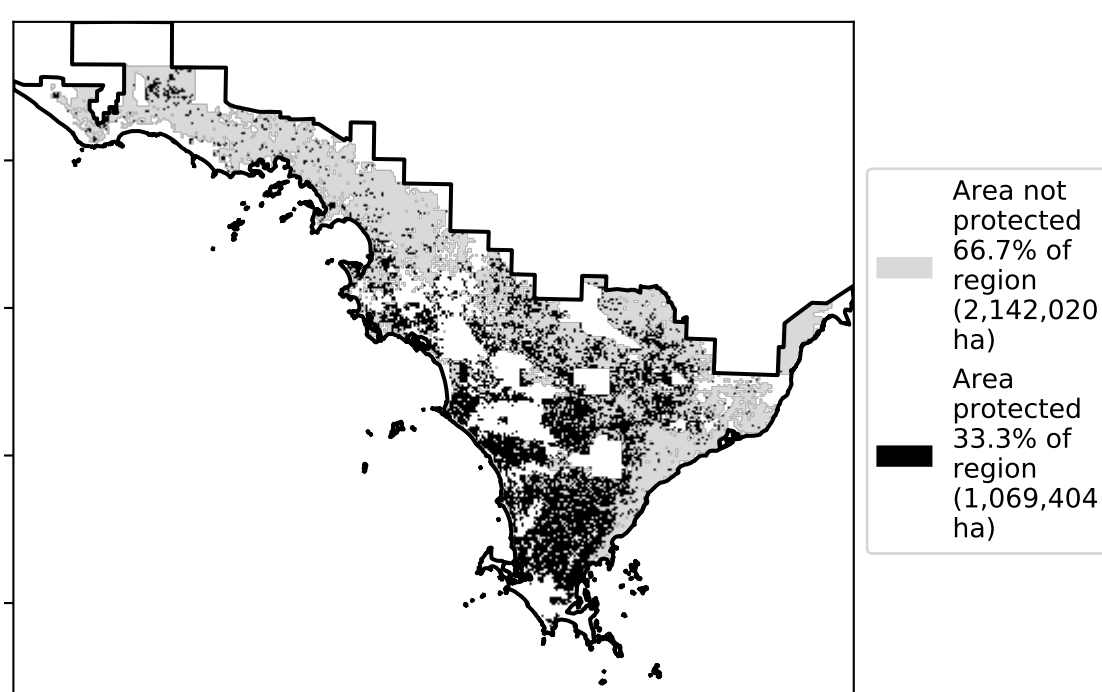 Area not
protected
66.7% of
region
(2,142,020
ha)
Area
protected
33.3% of
region
(1,069,404
ha)